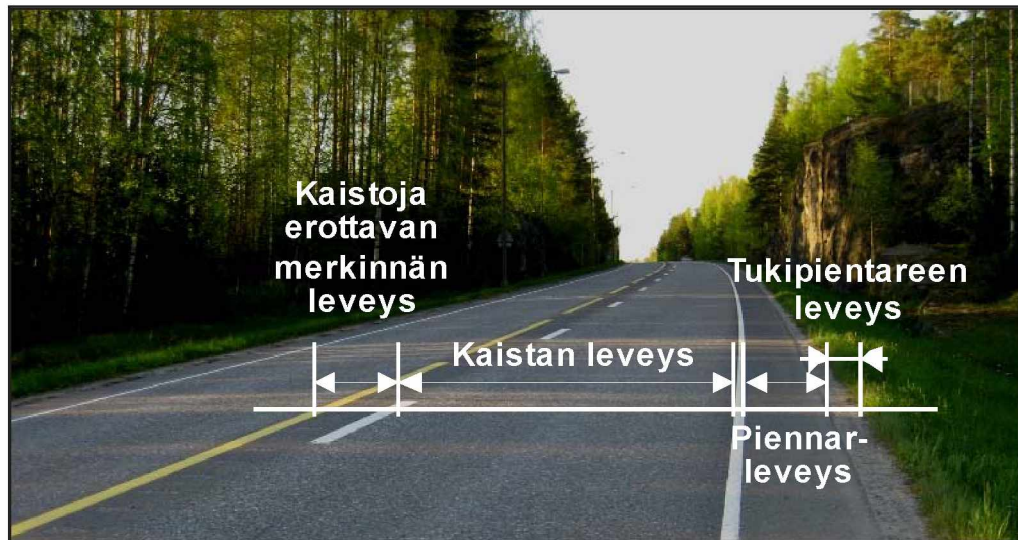 Kaistoja
erottavan
merkinnän
leveys
Kaistan leveys
Tukipientareen
leveys
Piennar-
leveys